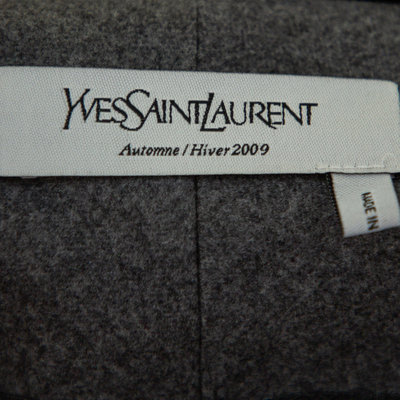 YVESSAINTLAURENT
Automne / Hiver 2009
MADE IN